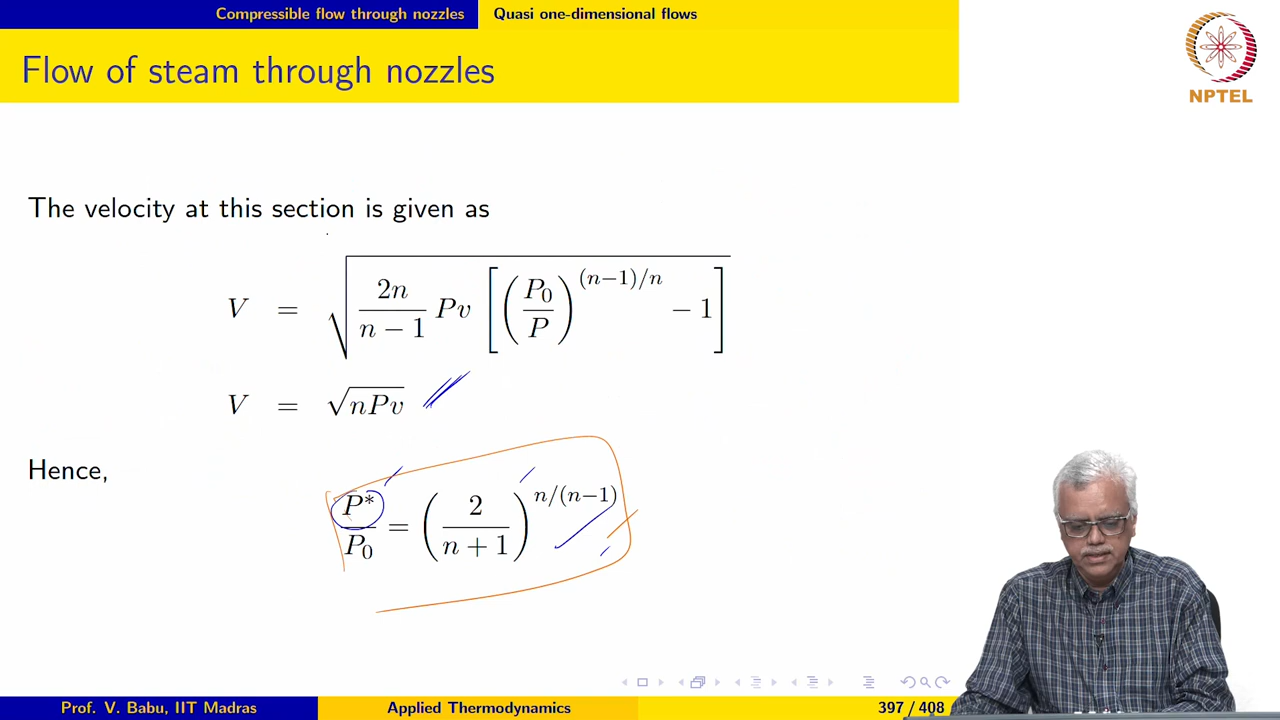 Compressible flow through nozzles Quasi one-dimensional flows
Flow of steam through nozzles
NPTEL
The velocity at this section is given as
V = √(2n/(n − 1) Pv [(P₀/P)^((n−1)/n) − 1])
V = √(nPv)
Hence,
P*/P₀ = (2/(n + 1))^(n/(n−1))
Prof. V. Babu, IIT Madras Applied Thermodynamics 397 / 408